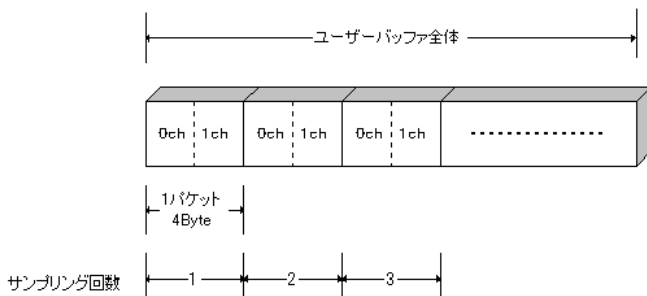 ユーザーバッファ全体
0ch 1ch 0ch 1ch 0ch 1ch
1パケット
4Byte
サンプリング回数 1 2 3